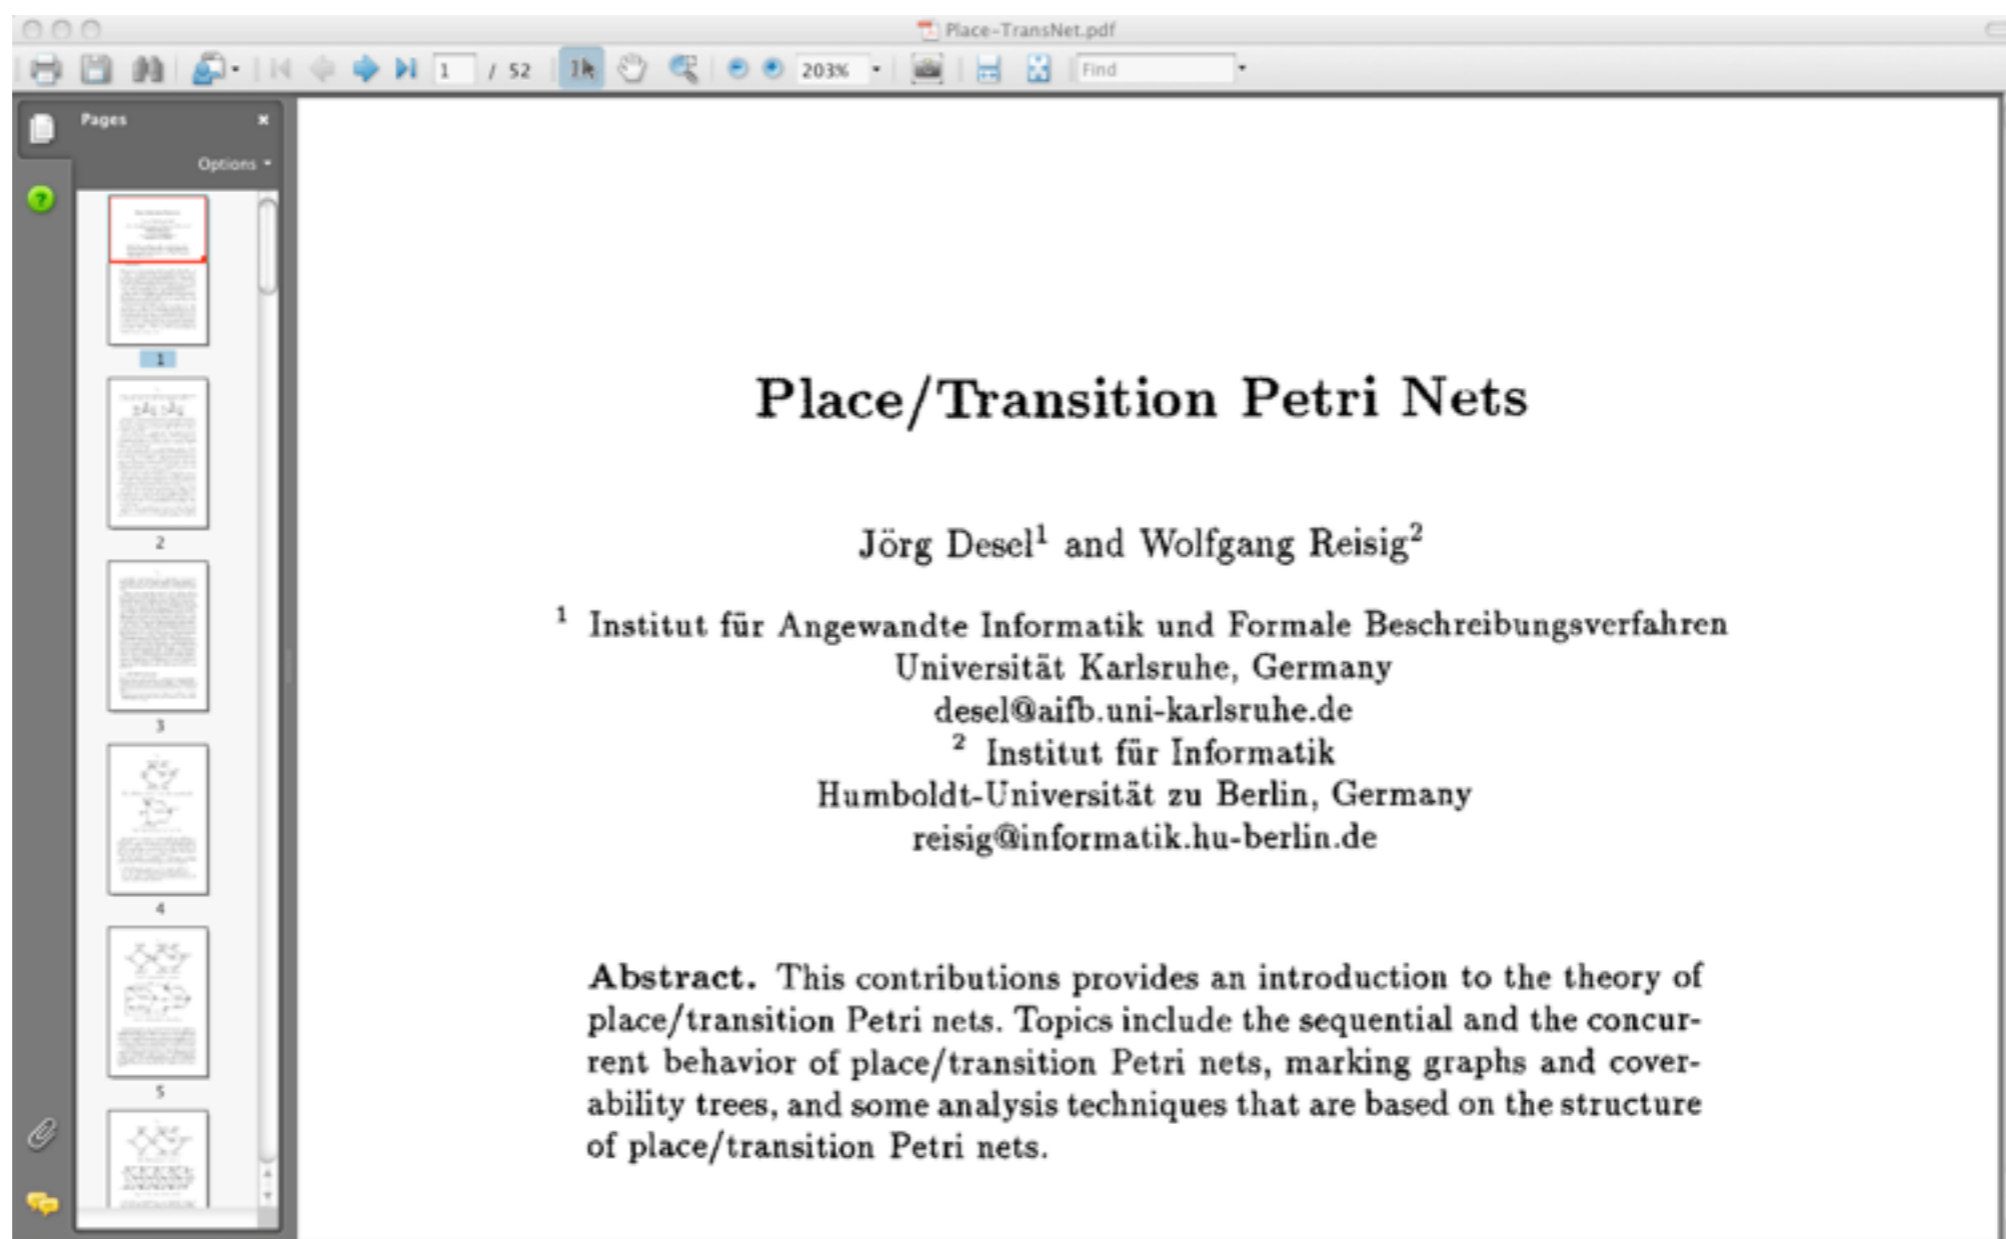 Place-TransNet.pdf
1 / 52 203% Find
Pages
Options
1
2
3
4
5
Place/Transition Petri Nets
Jörg Desel¹ and Wolfgang Reisig²
¹ Institut für Angewandte Informatik und Formale Beschreibungsverfahren
Universität Karlsruhe, Germany
desel@aifb.uni-karlsruhe.de
² Institut für Informatik
Humboldt-Universität zu Berlin, Germany
reisig@informatik.hu-berlin.de
Abstract. This contributions provides an introduction to the theory of
place/transition Petri nets. Topics include the sequential and the concur-
rent behavior of place/transition Petri nets, marking graphs and cover-
ability trees, and some analysis techniques that are based on the structure
of place/transition Petri nets.